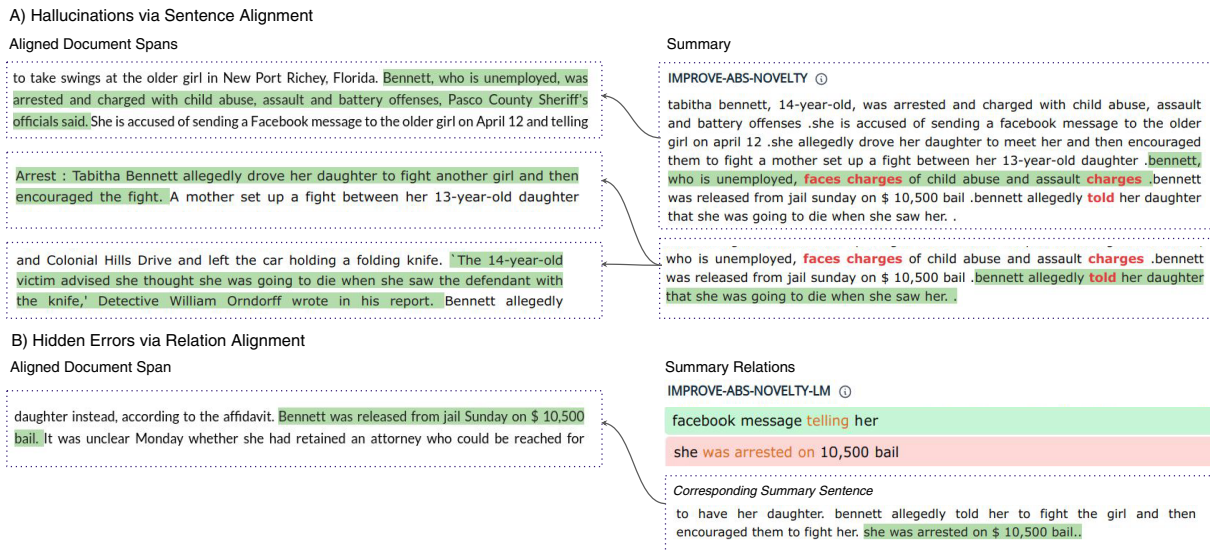 A) Hallucinations via Sentence Alignment
Aligned Document Spans
to take swings at the older girl in New Port Richey, Florida. Bennett, who is unemployed, was
arrested and charged with child abuse, assault and battery offenses, Pasco County Sheriff's
officials said. She is accused of sending a Facebook message to the older girl on April 12 and telling
Arrest : Tabitha Bennett allegedly drove her daughter to fight another girl and then
encouraged the fight. A mother set up a fight between her 13-year-old daughter
and Colonial Hills Drive and left the car holding a folding knife. `The 14-year-old
victim advised she thought she was going to die when she saw the defendant with
the knife,' Detective William Orndorff wrote in his report. Bennett allegedly
Summary
IMPROVE-ABS-NOVELTY
tabitha bennett, 14-year-old, was arrested and charged with child abuse, assault
and battery offenses .she is accused of sending a facebook message to the older
girl on april 12 .she allegedly drove her daughter to meet her and then encouraged
them to fight a mother set up a fight between her 13-year-old daughter .bennett,
who is unemployed, faces charges of child abuse and assault charges .bennett
was released from jail sunday on $ 10,500 bail .bennett allegedly told her daughter
that she was going to die when she saw her. .
who is unemployed, faces charges of child abuse and assault charges .bennett
was released from jail sunday on $ 10,500 bail .bennett allegedly told her daughter
that she was going to die when she saw her. .
B) Hidden Errors via Relation Alignment
Aligned Document Span
daughter instead, according to the affidavit. Bennett was released from jail Sunday on $ 10,500
bail. It was unclear Monday whether she had retained an attorney who could be reached for
Summary Relations
IMPROVE-ABS-NOVELTY-LM
facebook message telling her
she was arrested on 10,500 bail
Corresponding Summary Sentence
to have her daughter. bennett allegedly told her to fight the girl and then
encouraged them to fight her. she was arrested on $ 10,500 bail..